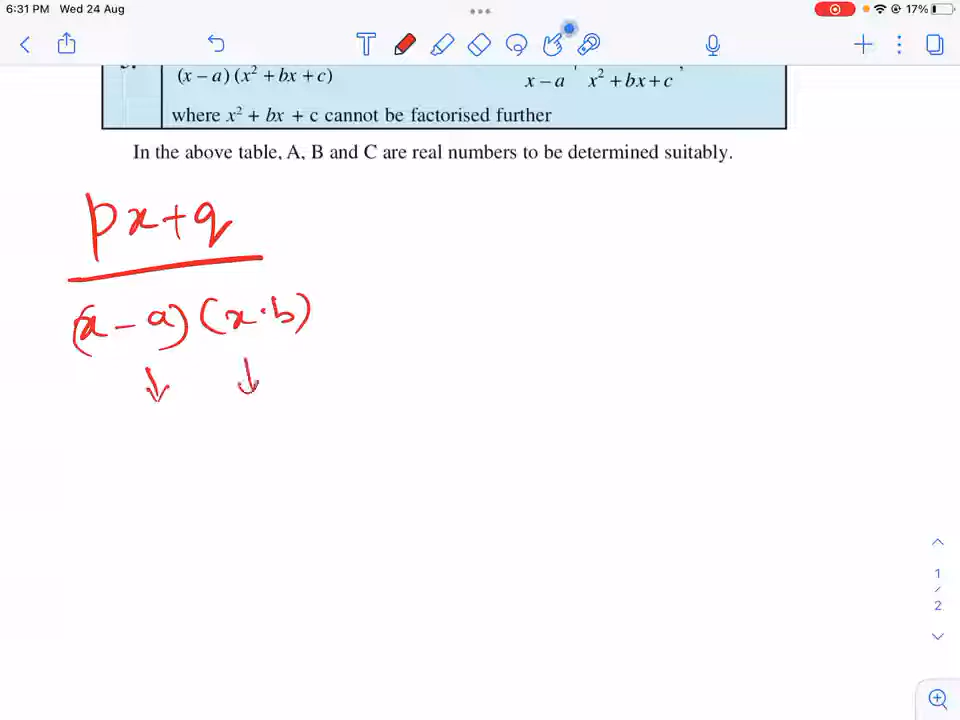 6:31 PM Wed 24 Aug
17%
(x – a) (x² + bx + c)
x – a x² + bx + c ,
where x² + bx + c cannot be factorised further
In the above table, A, B and C are real numbers to be determined suitably.
px+q
(x – a) (x · b)
1
/
2